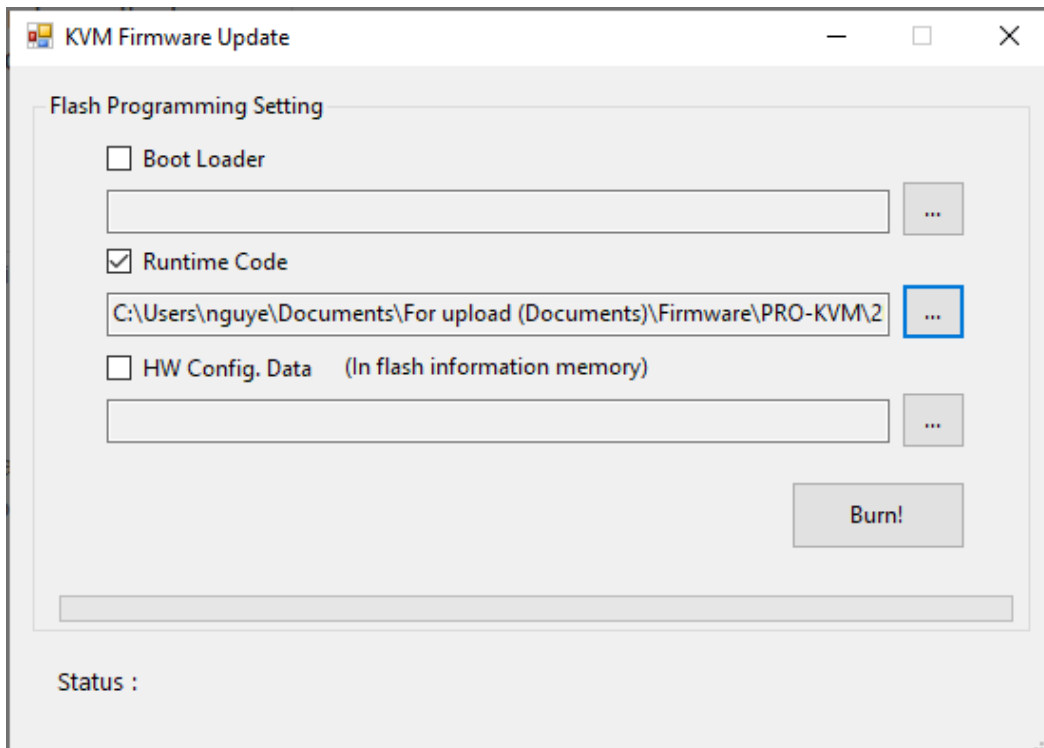 KVM Firmware Update
Flash Programming Setting
Boot Loader
...
Runtime Code
C:\Users\nguye\Documents\For upload (Documents)\Firmware\PRO-KVM\2
...
HW Config. Data (In flash information memory)
...
Burn!
Status :